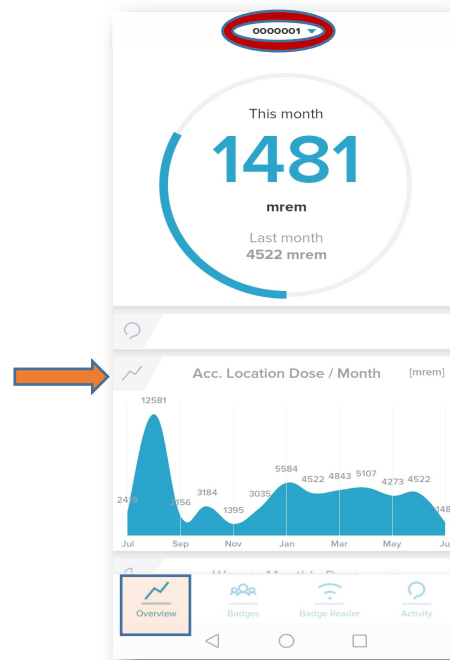 0000001
This month
1481
mrem
Last month
4522 mrem
Acc. Location Dose / Month [mrem]
12581
5584
4522 4843 5107
4273 4522
3184
3035
1395
Jul Sep Nov Jan Mar May
Overview Badges Badge Reader Activity